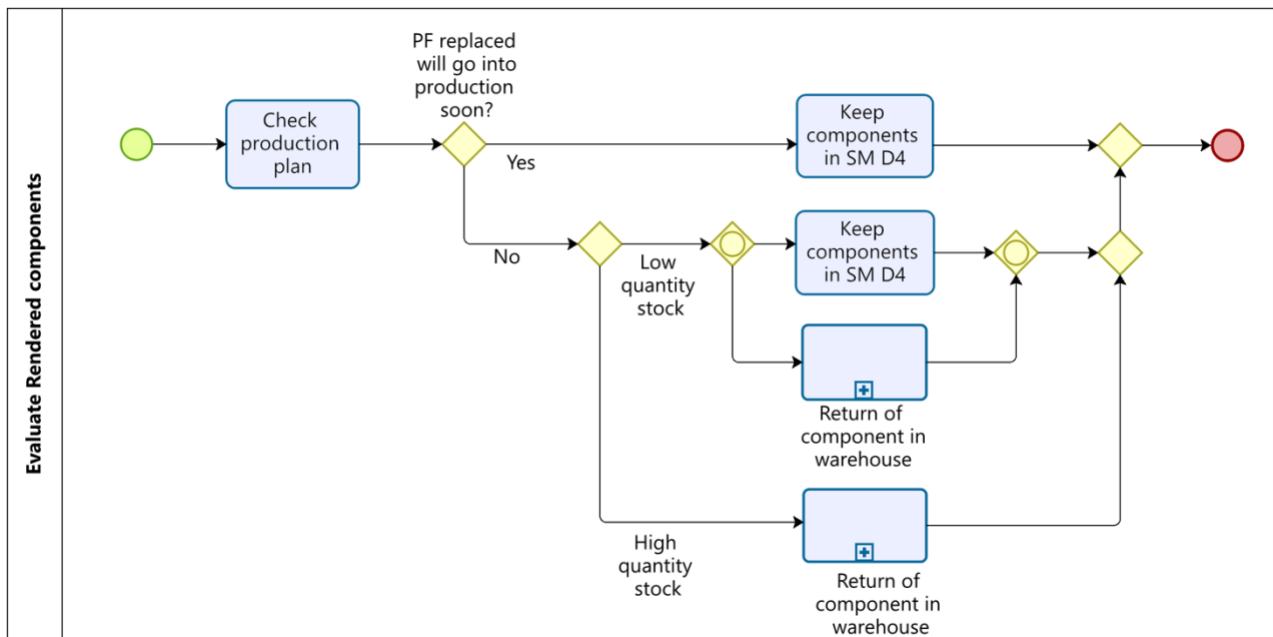 Evaluate Rendered components
PF replaced
will go into
production
soon?
Check
production
plan
Yes
Keep
components
in SM D4
No
Low
quantity
stock
Keep
components
in SM D4
Return of
component in
warehouse
High
quantity
stock
Return of
component in
warehouse